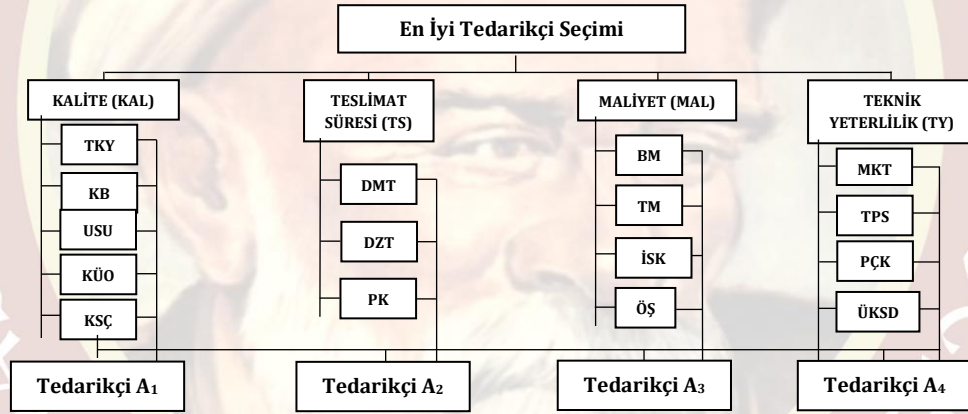 En İyi Tedarikçi Seçimi
KALİTE (KAL)
TKY
KB
USU
KÜO
KSÇ
TESLİMAT
SÜRESİ (TS)
DMT
DZT
PK
MALİYET (MAL)
BM
TM
İSK
ÖŞ
TEKNİK
YETERLİLİK (TY)
MKT
TPS
PÇK
ÜKSD
Tedarikçi A₁
Tedarikçi A₂
Tedarikçi A₃
Tedarikçi A₄